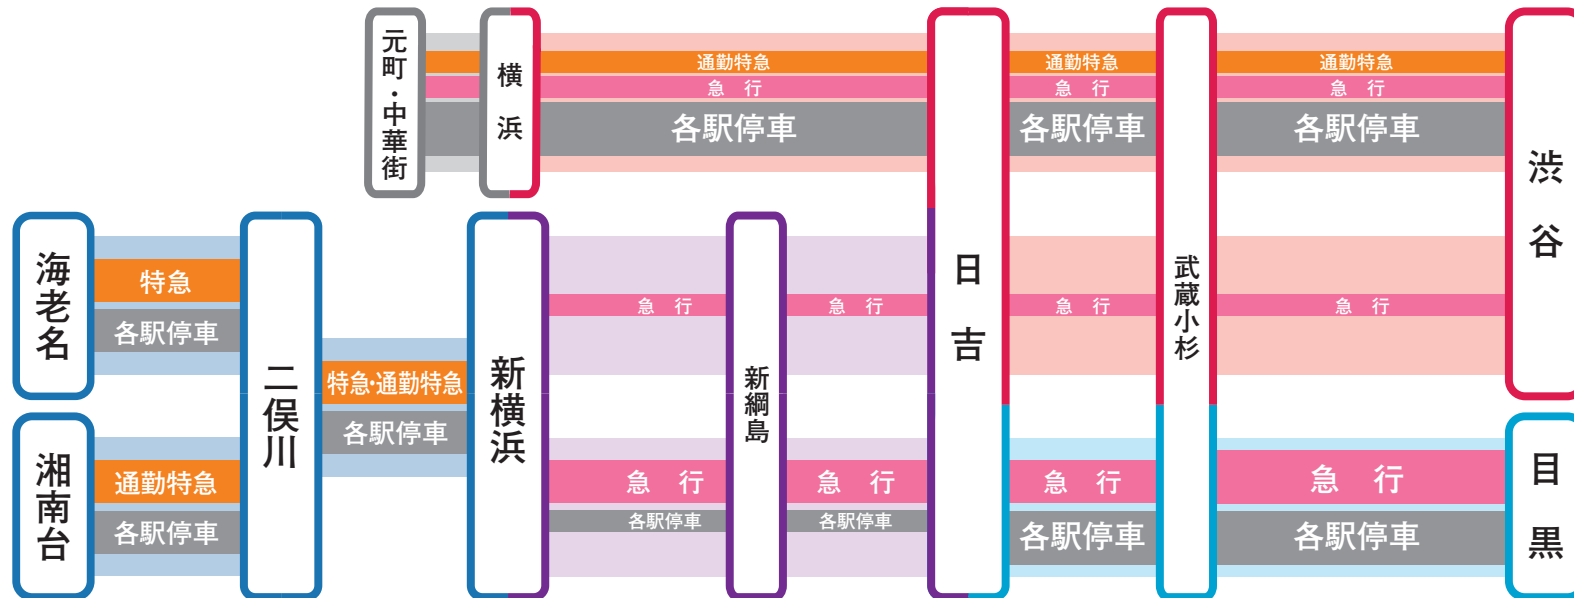 元町・中華街
横浜
通勤特急
通勤特急
通勤特急
急行
急行
急行
各駅停車
各駅停車
各駅停車
渋谷
日吉
武蔵小杉
海老名
特急
各駅停車
二俣川
特急・通勤特急
各駅停車
新横浜
急行
新綱島
急行
急行
急行
湘南台
通勤特急
各駅停車
急行
急行
急行
急行
各駅停車
各駅停車
各駅停車
各駅停車
目黒